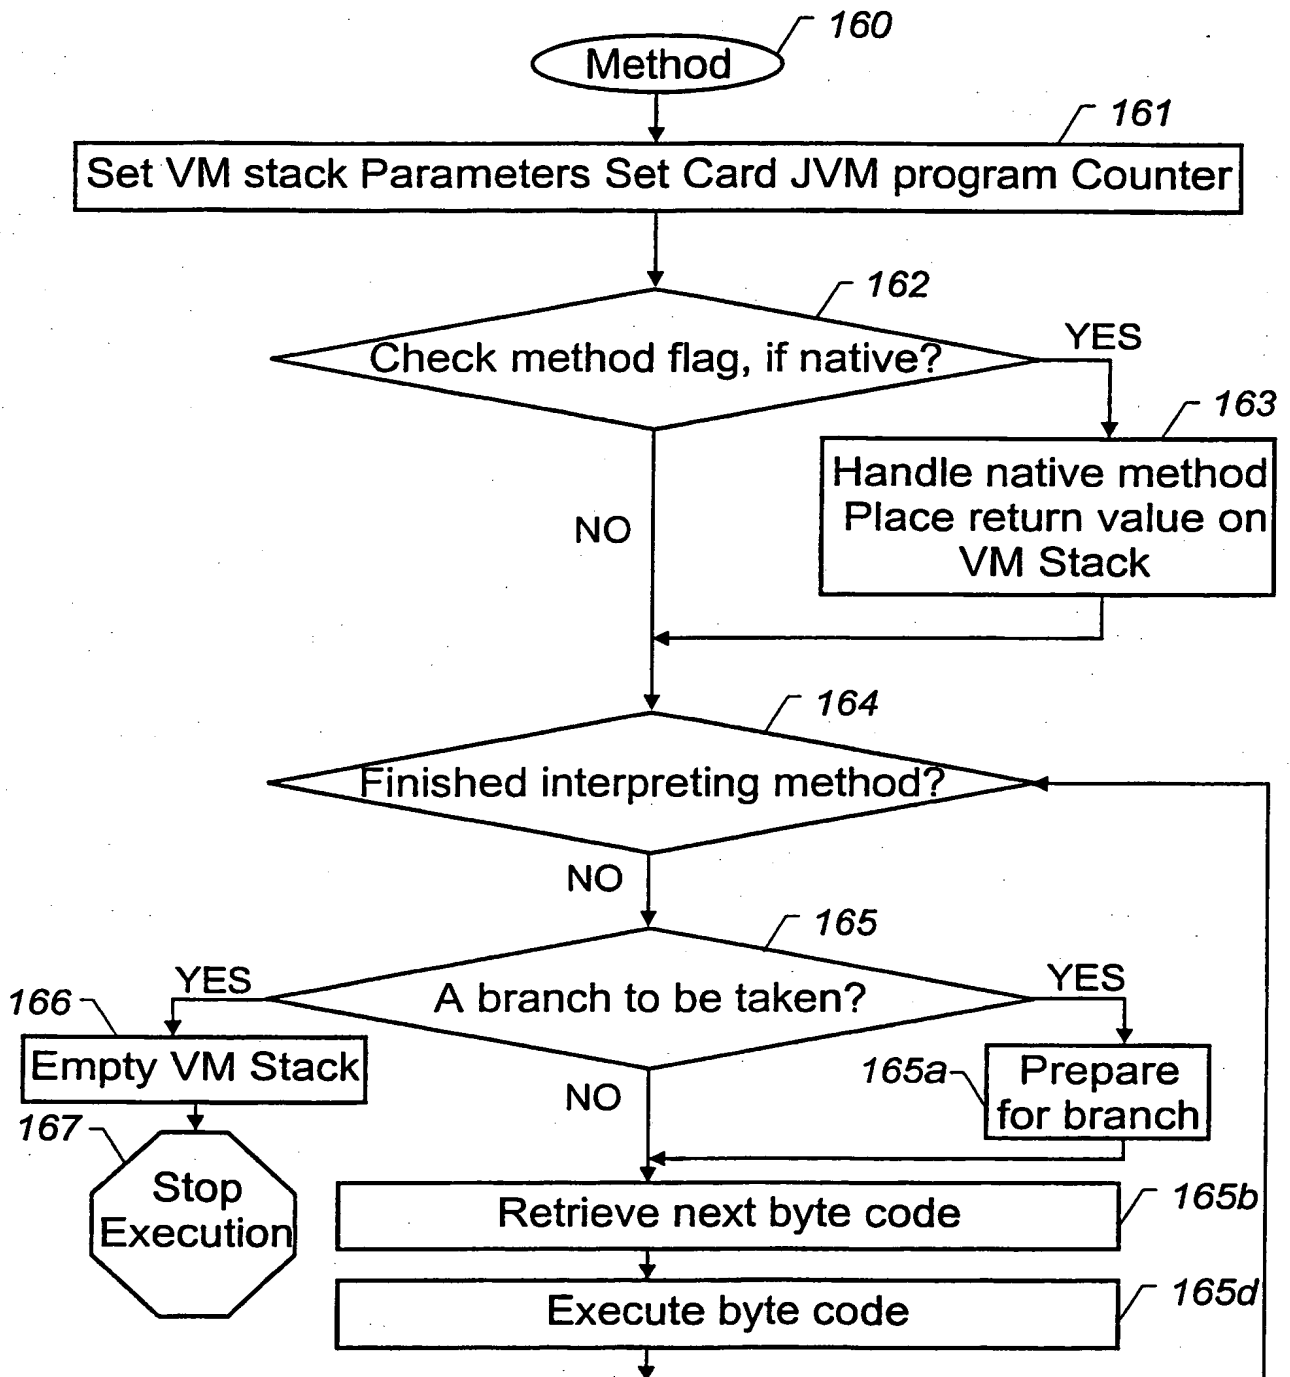 160
Method
161
Set VM stack Parameters Set Card JVM program Counter
162
Check method flag, if native?
YES
163
Handle native method
Place return value on
VM Stack
NO
164
Finished interpreting method?
NO
165
A branch to be taken?
YES
YES
166
Empty VM Stack
165a
Prepare
for branch
NO
167
Stop
Execution
165b
Retrieve next byte code
165d
Execute byte code